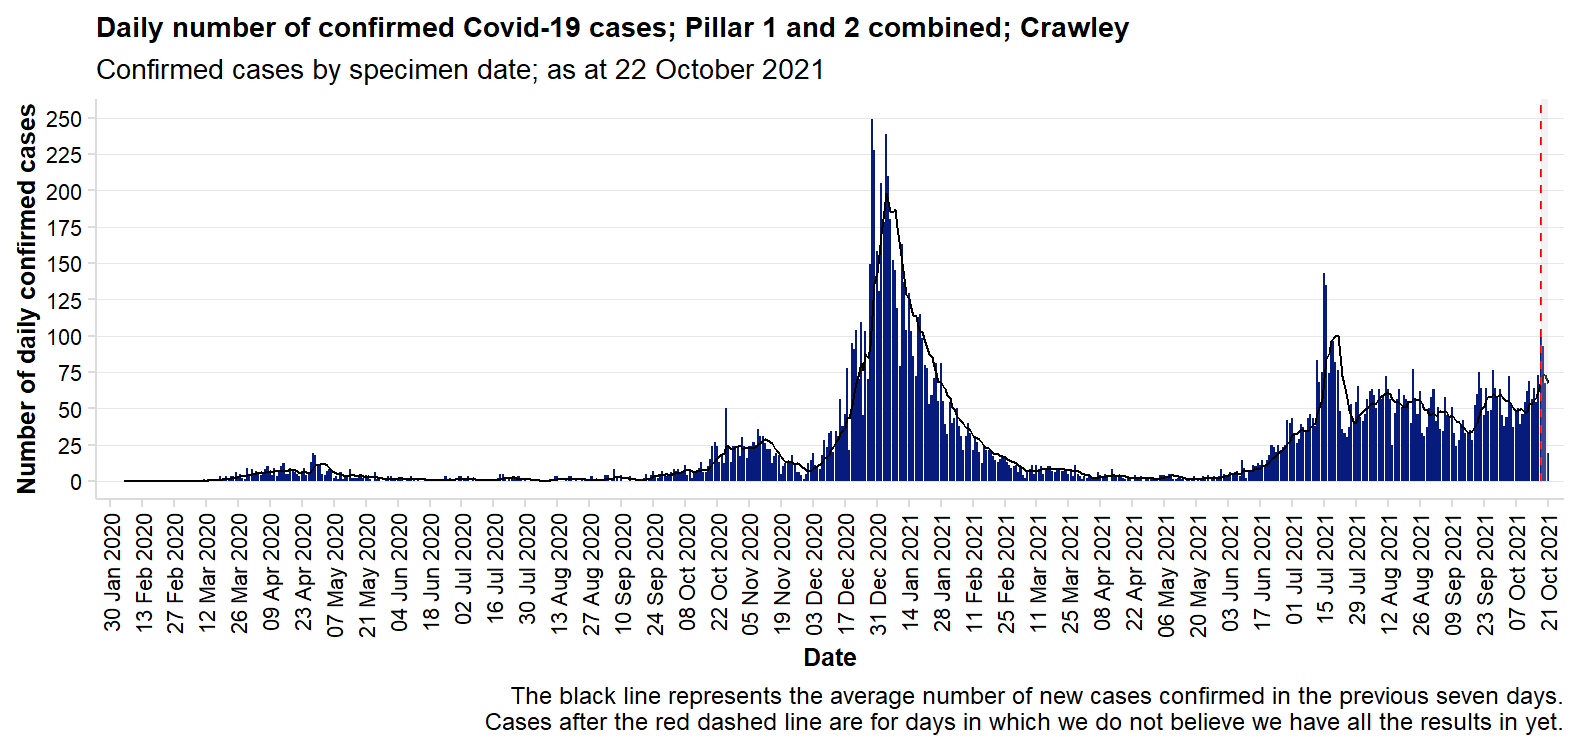 Daily number of confirmed Covid-19 cases; Pillar 1 and 2 combined; Crawley
Confirmed cases by specimen date; as at 22 October 2021
Number of daily confirmed cases
250
225
200
175
150
125
100
75
50
25
0
30 Jan 2020
13 Feb 2020
27 Feb 2020
12 Mar 2020
26 Mar 2020
09 Apr 2020
23 Apr 2020
07 May 2020
21 May 2020
04 Jun 2020
18 Jun 2020
02 Jul 2020
16 Jul 2020
30 Jul 2020
13 Aug 2020
27 Aug 2020
10 Sep 2020
24 Sep 2020
08 Oct 2020
22 Oct 2020
05 Nov 2020
19 Nov 2020
03 Dec 2020
17 Dec 2020
31 Dec 2020
14 Jan 2021
28 Jan 2021
11 Feb 2021
25 Feb 2021
11 Mar 2021
25 Mar 2021
08 Apr 2021
22 Apr 2021
06 May 2021
20 May 2021
03 Jun 2021
17 Jun 2021
01 Jul 2021
15 Jul 2021
29 Jul 2021
12 Aug 2021
26 Aug 2021
09 Sep 2021
23 Sep 2021
07 Oct 2021
21 Oct 2021
Date
The black line represents the average number of new cases confirmed in the previous seven days.
Cases after the red dashed line are for days in which we do not believe we have all the results in yet.